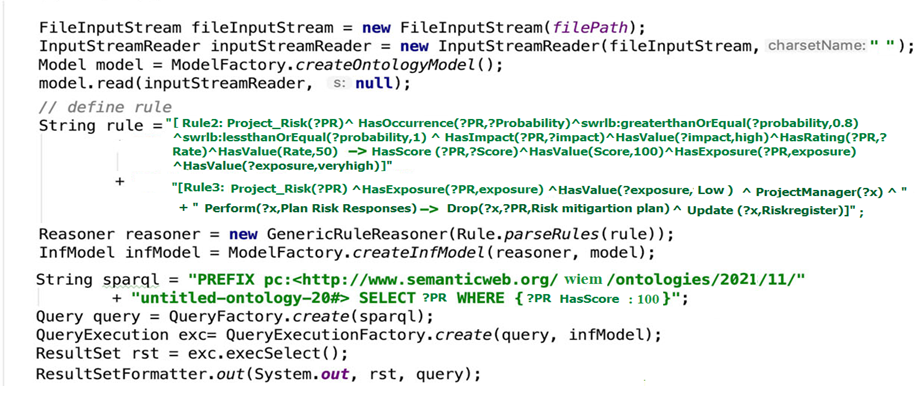 FileInputStream fileInputStream = new FileInputStream(filePath);
InputStreamReader inputStreamReader = new InputStreamReader(fileInputStream, charsetName: " ");
Model model = ModelFactory.createOntologyModel();
model.read(inputStreamReader, s: null);
// define rule
String rule = "[ Rule2: Project_Risk(?PR)^ HasOccurrence(?PR,?Probability)^swrlb:greaterthanOrEqual(?probability,0.8)
^swrlb:lessthanOrEqual(?probability,1) ^ HasImpact(?PR,?impact)^HasValue(?impact,high)^HasRating(?PR,?
Rate)^HasValue(Rate,50) –> HasScore (?PR,?Score)^HasValue(Score,100)^HasExposure(?PR,exposure)
^HasValue(?exposure,veryhigh)]"
+ "[Rule3: Project_Risk(?PR) ^HasExposure(?PR,exposure) ^HasValue(?exposure, Low ) ^ ProjectManager(?x) ^ "
+ " Perform(?x,Plan Risk Responses)–> Drop(?x,?PR,Risk mitigartion plan)^ Update (?x,Riskregister)]" ;
Reasoner reasoner = new GenericRuleReasoner(Rule.parseRules(rule));
InfModel infModel = ModelFactory.createInfModel(reasoner, model);
String sparql = "PREFIX pc:<http://www.semanticweb.org/ wiem /ontologies/2021/11/"
+ "untitled-ontology-20#> SELECT ?PR WHERE { ?PR HasScore : 100 }";
Query query = QueryFactory.create(sparql);
QueryExecution exc= QueryExecutionFactory.create(query, infModel);
ResultSet rst = exc.execSelect();
ResultSetFormatter.out(System.out, rst, query);